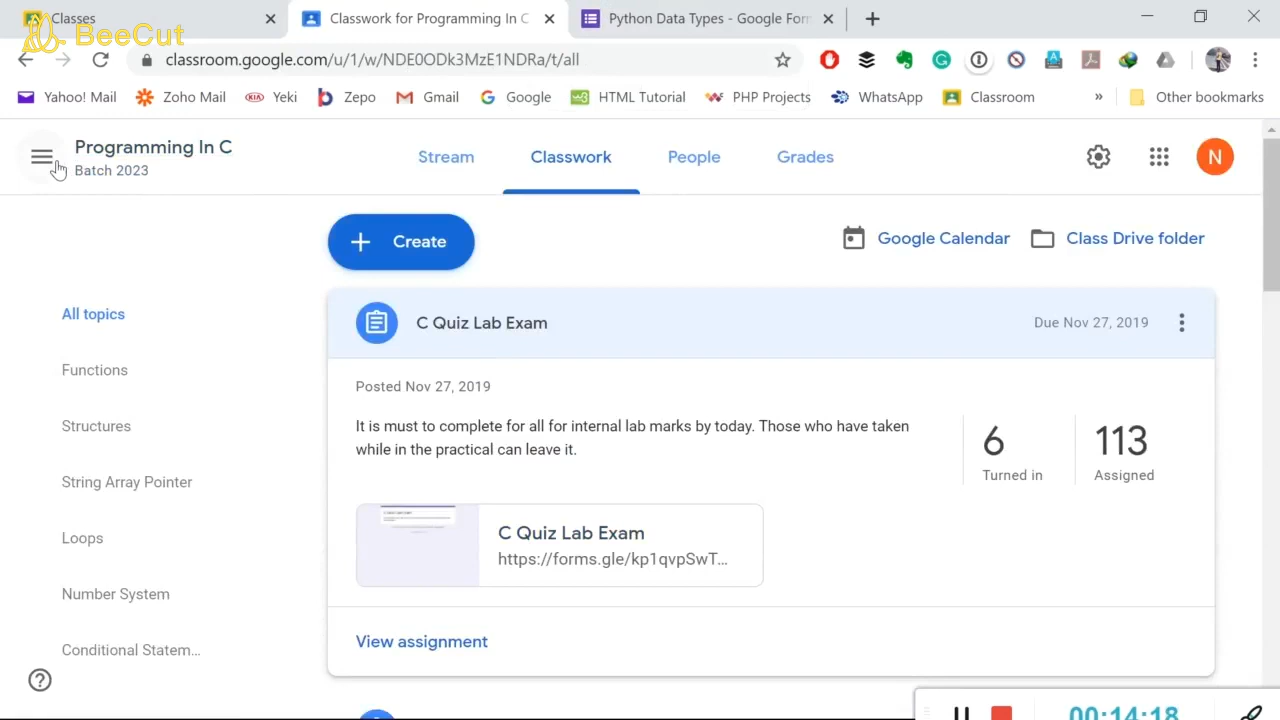 Classes
Classwork for Programming In C
Python Data Types - Google For
BeeCut
classroom.google.com/u/1/w/NDE0ODk3MzE1NDRa/t/all
Yahoo! Mail
Zoho Mail
KIA
Yeki
Zepo
Gmail
Google
HTML Tutorial
PHP Projects
WhatsApp
Classroom
»
Other bookmarks
Programming In C
Batch 2023
Stream
Classwork
People
Grades
N
+ Create
Google Calendar
Class Drive folder
All topics
Functions
Structures
String Array Pointer
Loops
Number System
Conditional Statem...
C Quiz Lab Exam
Due Nov 27, 2019
Posted Nov 27, 2019
It is must to complete for all for internal lab marks by today. Those who have taken
while in the practical can leave it.
6
Turned in
113
Assigned
C Quiz Lab Exam
https://forms.gle/kp1qvpSwT...
View assignment
00:14:18